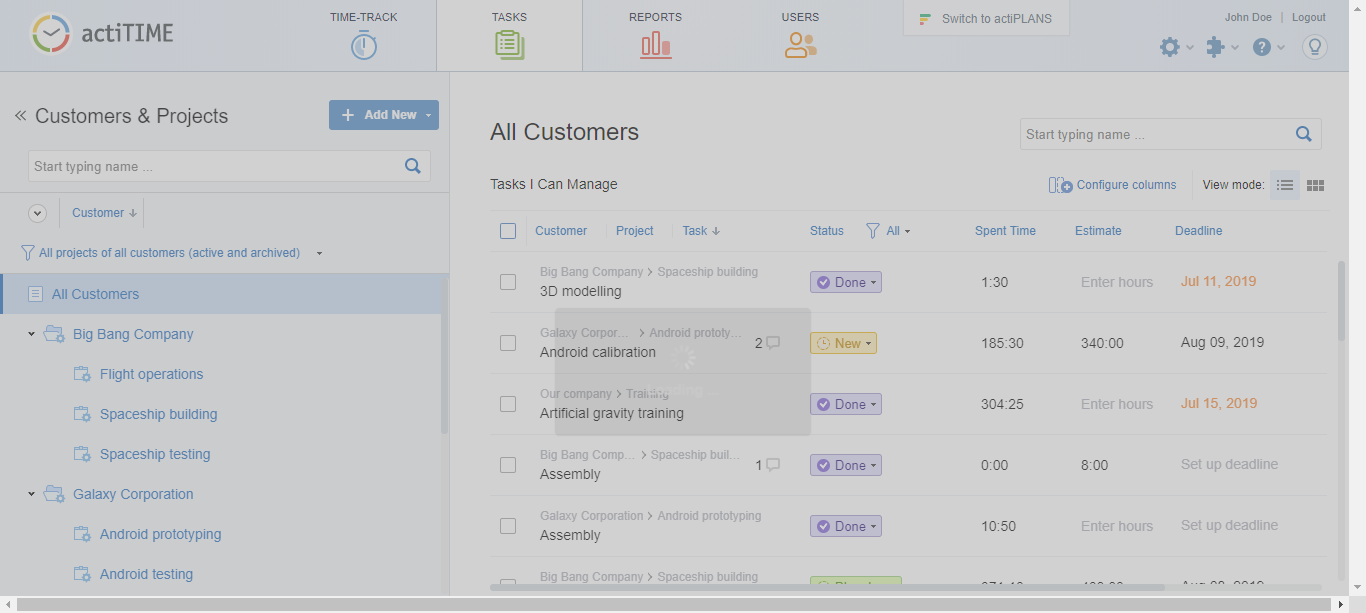 actiTIME
TIME-TRACK
TASKS
REPORTS
USERS
Switch to actiPLANS
John Doe | Logout
Customers & Projects
Add New
Start typing name ...
Customer
All projects of all customers (active and archived)
All Customers
Big Bang Company
Flight operations
Spaceship building
Spaceship testing
Galaxy Corporation
Android prototyping
Android testing
All Customers
Start typing name ...
Tasks I Can Manage
Configure columns
View mode:
Customer Project Task Status All Spent Time Estimate Deadline
Big Bang Company > Spaceship building
3D modelling Done 1:30 Enter hours Jul 11, 2019
Galaxy Corpor... > Android prototy...
Android calibration 2 New 185:30 340:00 Aug 09, 2019
Loading
Our company > Training
Artificial gravity training Done 304:25 Enter hours Jul 15, 2019
Big Bang Comp... > Spaceship buil...
Assembly 1 Done 0:00 8:00 Set up deadline
Galaxy Corporation > Android prototyping
Assembly Done 10:50 Enter hours Set up deadline
Big Bang Company > Spaceship building